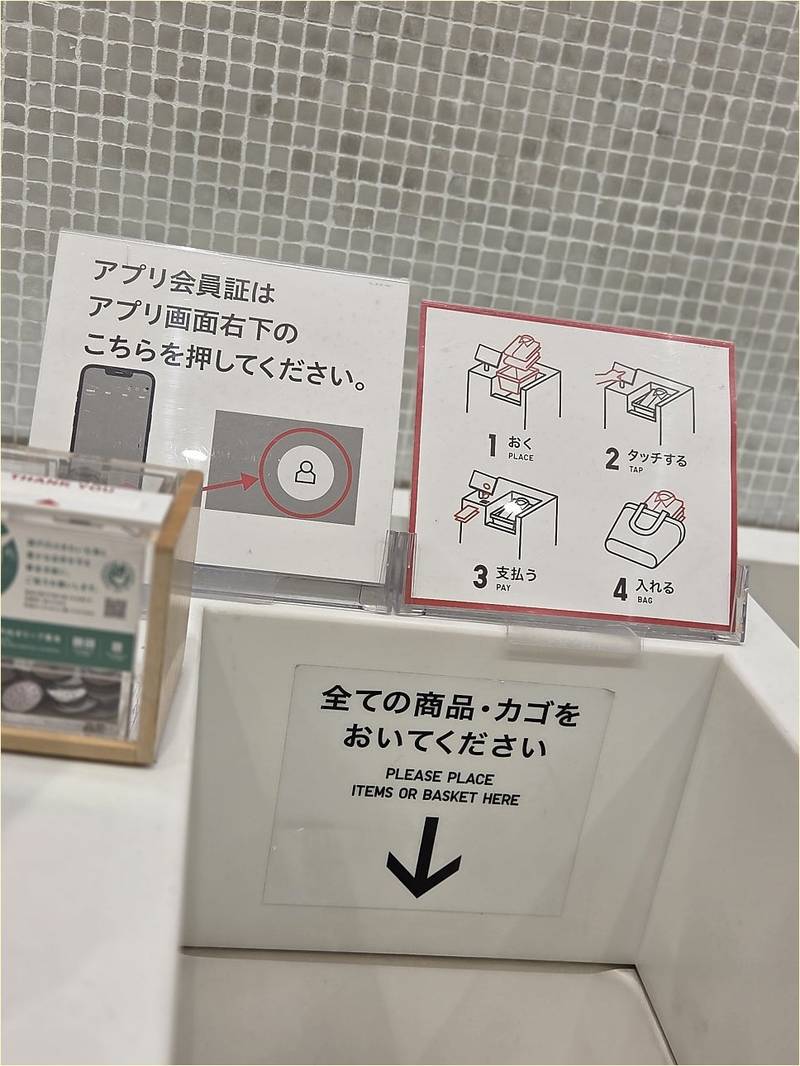 アプリ会員証は
アプリ画面右下の
こちらを押してください。
1 おく
PLACE
2 タッチする
TAP
3 支払う
PAY
4 入れる
BAG
THANK YOU
全ての商品・カゴを
おいてください
PLEASE PLACE
ITEMS OR BASKET HERE